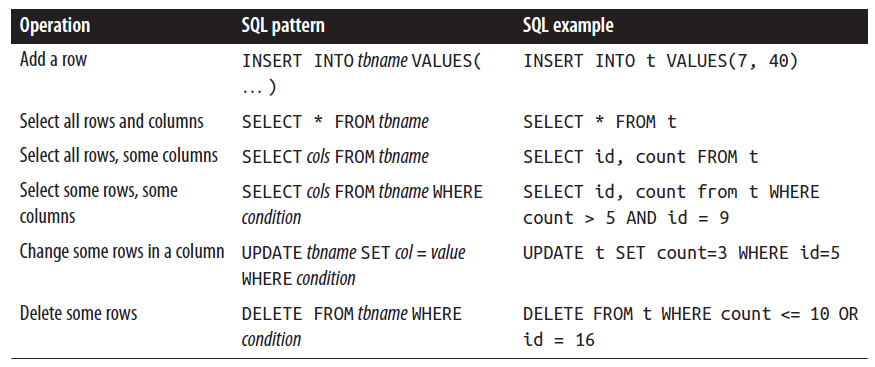 Operation SQL pattern SQL example
Add a row INSERT INTO tbname VALUES( INSERT INTO t VALUES(7, 40)
... )
Select all rows and columns SELECT * FROM tbname SELECT * FROM t
Select all rows, some columns SELECT cols FROM tbname SELECT id, count FROM t
Select some rows, some SELECT cols FROM tbname WHERE SELECT id, count from t WHERE
columns condition count > 5 AND id = 9
Change some rows in a column UPDATE tbname SET col = value UPDATE t SET count=3 WHERE id=5
WHERE condition
Delete some rows DELETE FROM tbname WHERE DELETE FROM t WHERE count <= 10 OR
condition id = 16